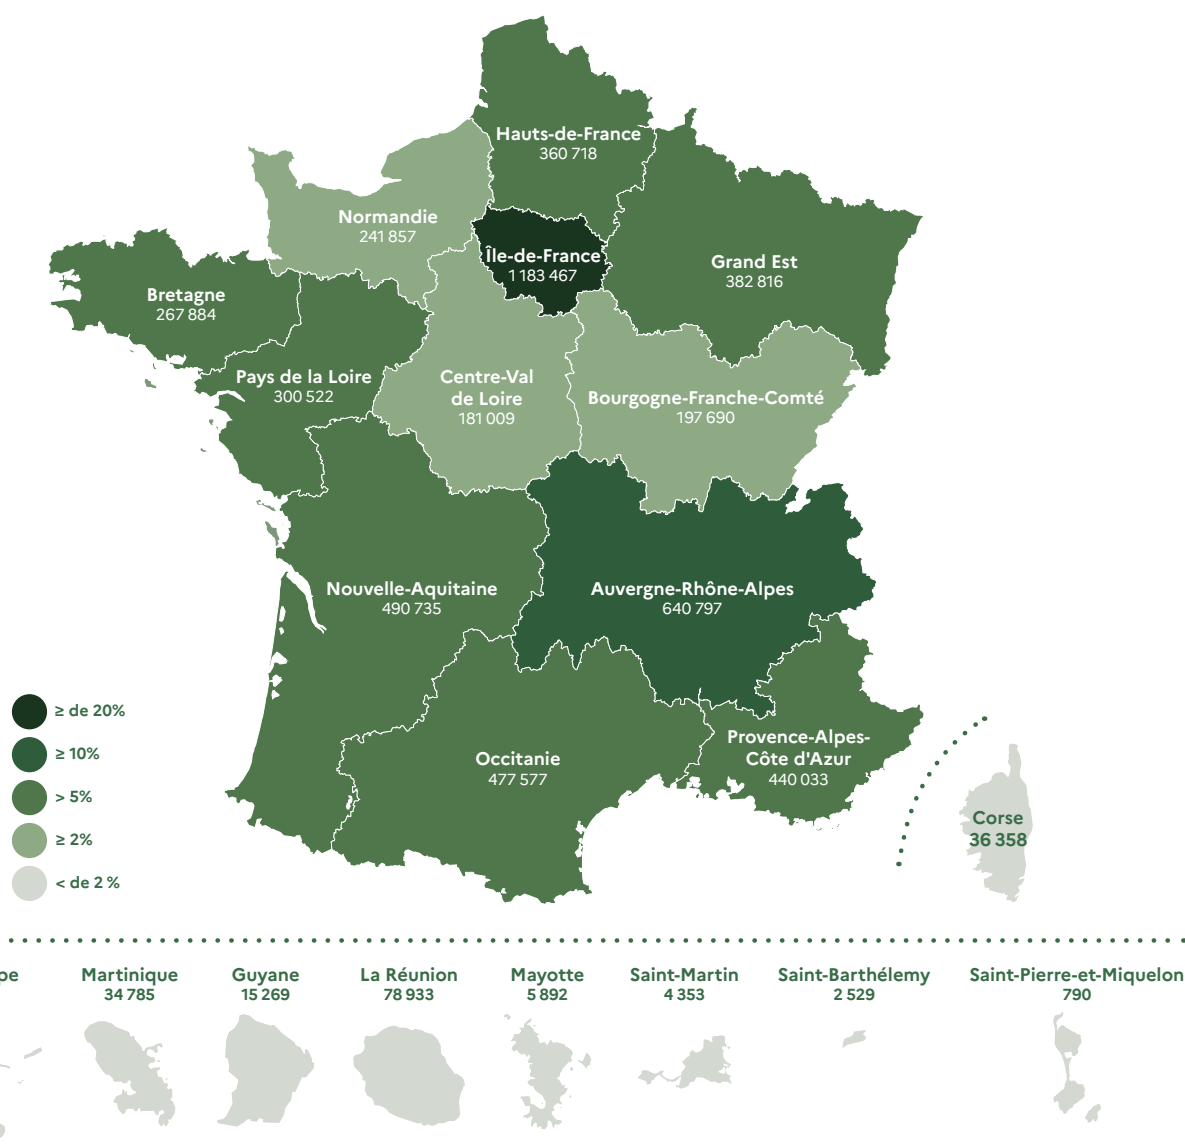 Hauts-de-France
360 718
Normandie
241 857
Île-de-France
1 183 467
Grand Est
382 816
Bretagne
267 884
Pays de la Loire
300 522
Centre-Val
de Loire
181 009
Bourgogne-Franche-Comté
197 690
Nouvelle-Aquitaine
490 735
Auvergne-Rhône-Alpes
640 797
Occitanie
477 577
Provence-Alpes-
Côte d'Azur
440 033
Corse
36 358
≥ de 20%
≥ 10%
> 5%
≥ 2%
< de 2 %
pe
Martinique
34 785
Guyane
15 269
La Réunion
78 933
Mayotte
5 892
Saint-Martin
4 353
Saint-Barthélemy
2 529
Saint-Pierre-et-Miquelon
790